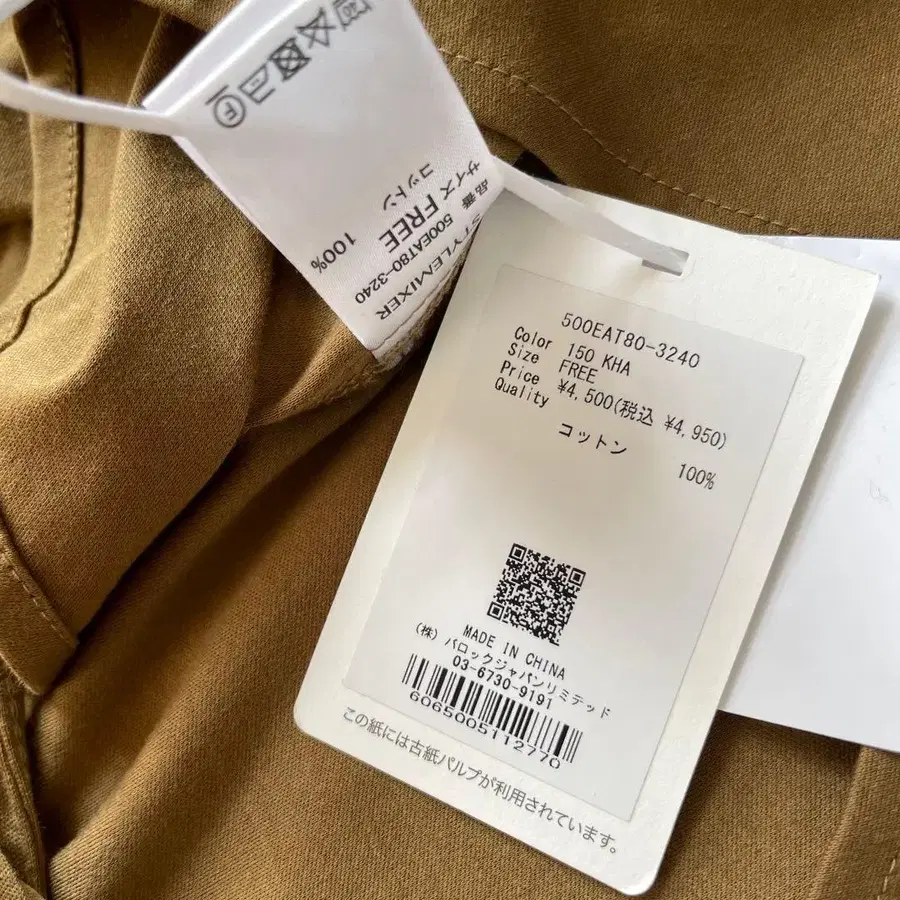 STYLEMIXER
品番 500EAT80-3240
サイズ FREE
コットン 100%
F
500EAT80-3240
Color 150 KHA
Size FREE
Price ¥4,500(税込 ¥4,950)
Quality
コットン 100%
MADE IN CHINA
(株) バロックジャパンリミテッド
03-6730-9191
6065005112770
この紙には古紙パルプが利用されています。